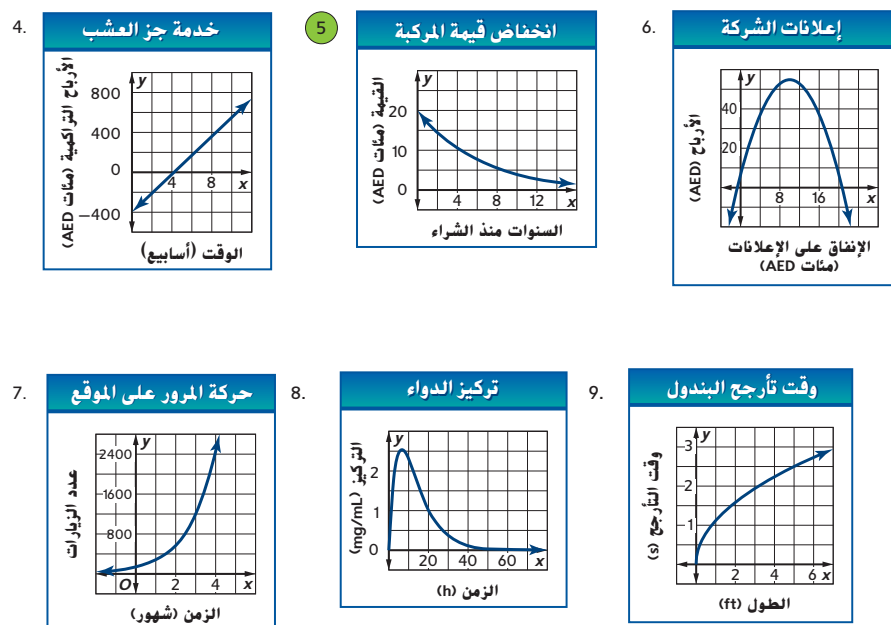 4.
خدمة جز العشب
الأرباح التراكمية (مئات AED)
y
800
400
0
−400
4
8
x
الوقت (أسابيع)
5
انخفاض قيمة المركبة
القيمة (مئات AED)
y
20
10
0
4
8
12
x
السنوات منذ الشراء
6.
إعلانات الشركة
الأرباح (AED)
y
40
20
8
16
x
الإنفاق على الإعلانات
(مئات AED)
7.
حركة المرور على الموقع
عدد الزيارات
y
2400
1600
800
O
2
4
x
الزمن (شهور)
8.
تركيز الدواء
التركيز (mg/mL)
y
2
1
0
20
40
60
x
الزمن (h)
9.
وقت تأرجح البندول
وقت التأرجح (s)
y
3
2
1
2
4
6
x
الطول (ft)